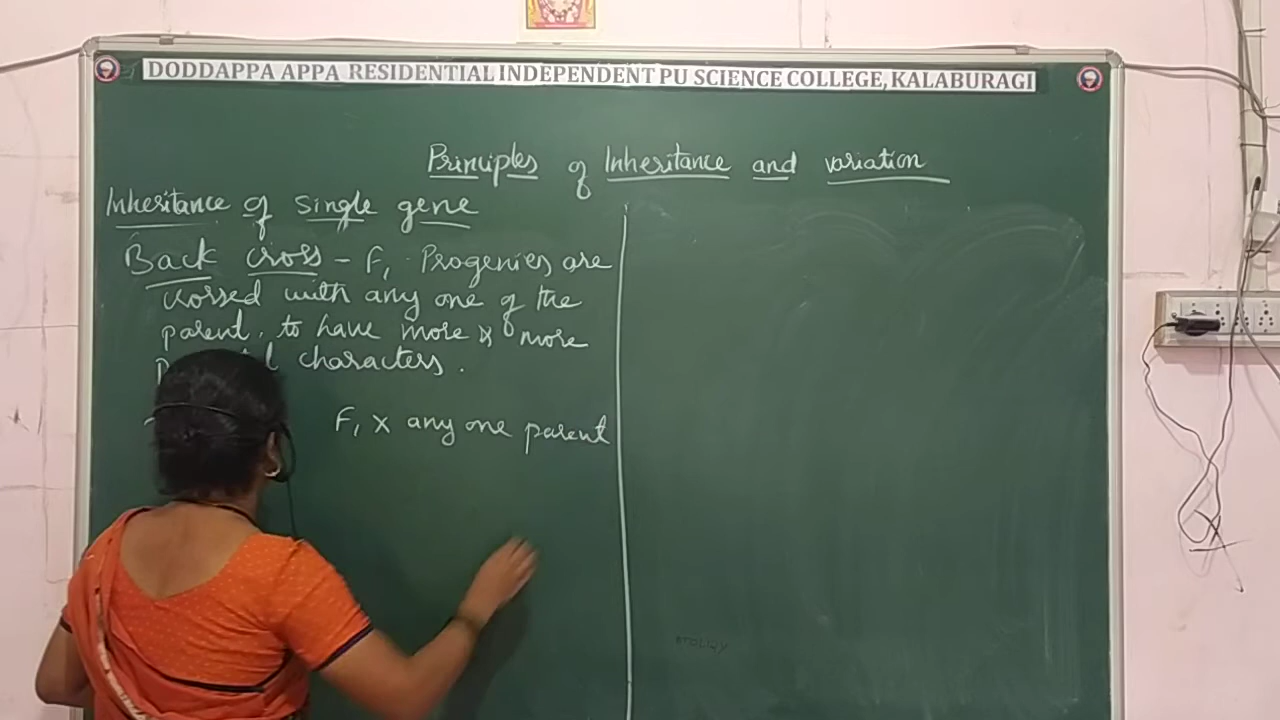 DODDAPPA APPA RESIDENTIAL INDEPENDENT PU SCIENCE COLLEGE, KALABURAGI
Principles of Inheritance and variation
Inheritance of Single gene
Back cross - F₁ Progenies are
crossed with any one of the
parent, to have more & more
characters.
F₁ × any one parent